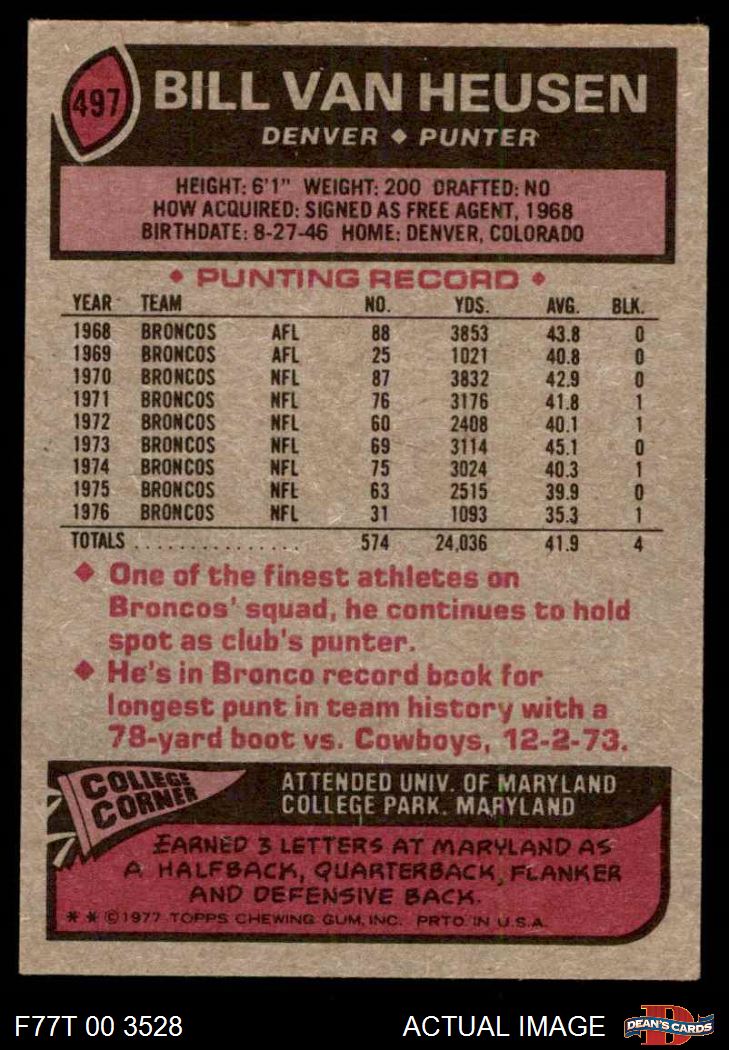 497
BILL VAN HEUSEN
DENVER ◆ PUNTER
HEIGHT: 6'1" WEIGHT: 200 DRAFTED: NO
HOW ACQUIRED: SIGNED AS FREE AGENT, 1968
BIRTHDATE: 8-27-46 HOME: DENVER, COLORADO
◆ PUNTING RECORD ◆
YEAR TEAM NO. YDS. AVG. BLK.
1968 BRONCOS AFL 88 3853 43.8 0
1969 BRONCOS AFL 25 1021 40.8 0
1970 BRONCOS NFL 87 3832 42.9 0
1971 BRONCOS NFL 76 3176 41.8 1
1972 BRONCOS NFL 60 2408 40.1 1
1973 BRONCOS NFL 69 3114 45.1 0
1974 BRONCOS NFL 75 3024 40.3 1
1975 BRONCOS NFL 63 2515 39.9 0
1976 BRONCOS NFL 31 1093 35.3 1
TOTALS . . . . . . . . . . . . . . . 574 24,036 41.9 4
◆ One of the finest athletes on
Broncos' squad, he continues to hold
spot as club's punter.
◆ He's in Bronco record book for
longest punt in team history with a
78-yard boot vs. Cowboys, 12-2-73.
COLLEGE
CORNER
ATTENDED UNIV. OF MARYLAND
COLLEGE PARK, MARYLAND
EARNED 3 LETTERS AT MARYLAND AS
A HALFBACK, QUARTERBACK, FLANKER
AND DEFENSIVE BACK.
* * ©1977 TOPPS CHEWING GUM, INC. PRTD IN U.S.A.
F77T 00 3528 ACTUAL IMAGE
D
DEAN'S CARDS